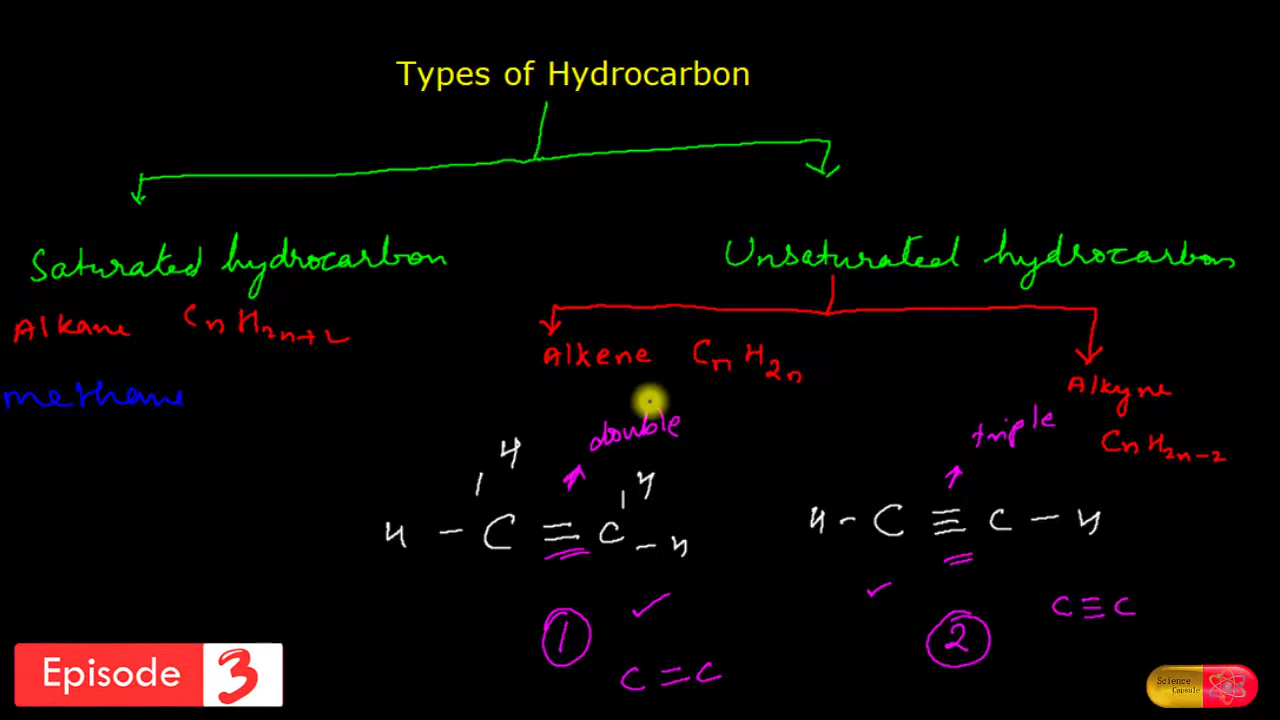 Types of Hydrocarbon
Saturated hydrocarbon
Unsaturated hydrocarbon
Alkane CnH2n+2
methane
Alkene CnH2n
Alkyne
CnH2n-2
double
triple
H H
H - C = C - H
H - C ≡ C - H
1
2
C = C
C ≡ C
Episode 3
Science
Capsule